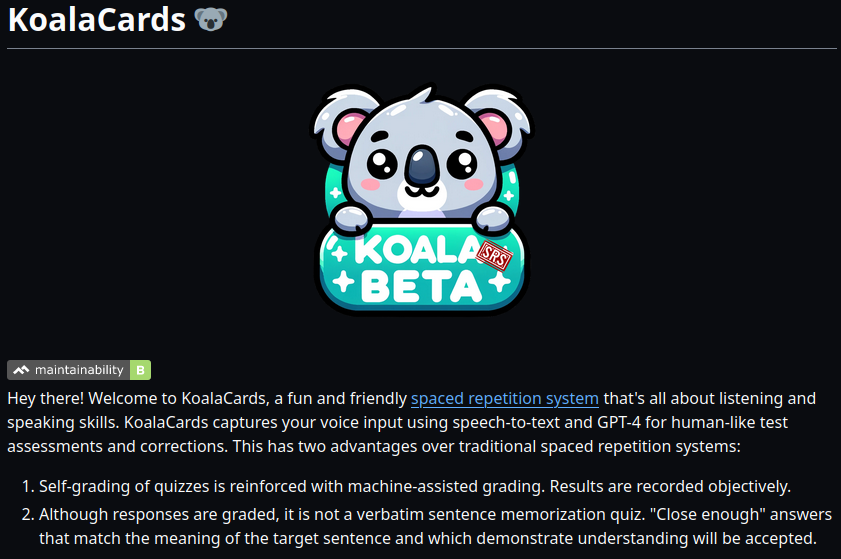 KoalaCards 🐨
KOALA
SRS
BETA
maintainability B
Hey there! Welcome to KoalaCards, a fun and friendly spaced repetition system that's all about listening and
speaking skills. KoalaCards captures your voice input using speech-to-text and GPT-4 for human-like test
assessments and corrections. This has two advantages over traditional spaced repetition systems:
1. Self-grading of quizzes is reinforced with machine-assisted grading. Results are recorded objectively.
2. Although responses are graded, it is not a verbatim sentence memorization quiz. "Close enough" answers
that match the meaning of the target sentence and which demonstrate understanding will be accepted.